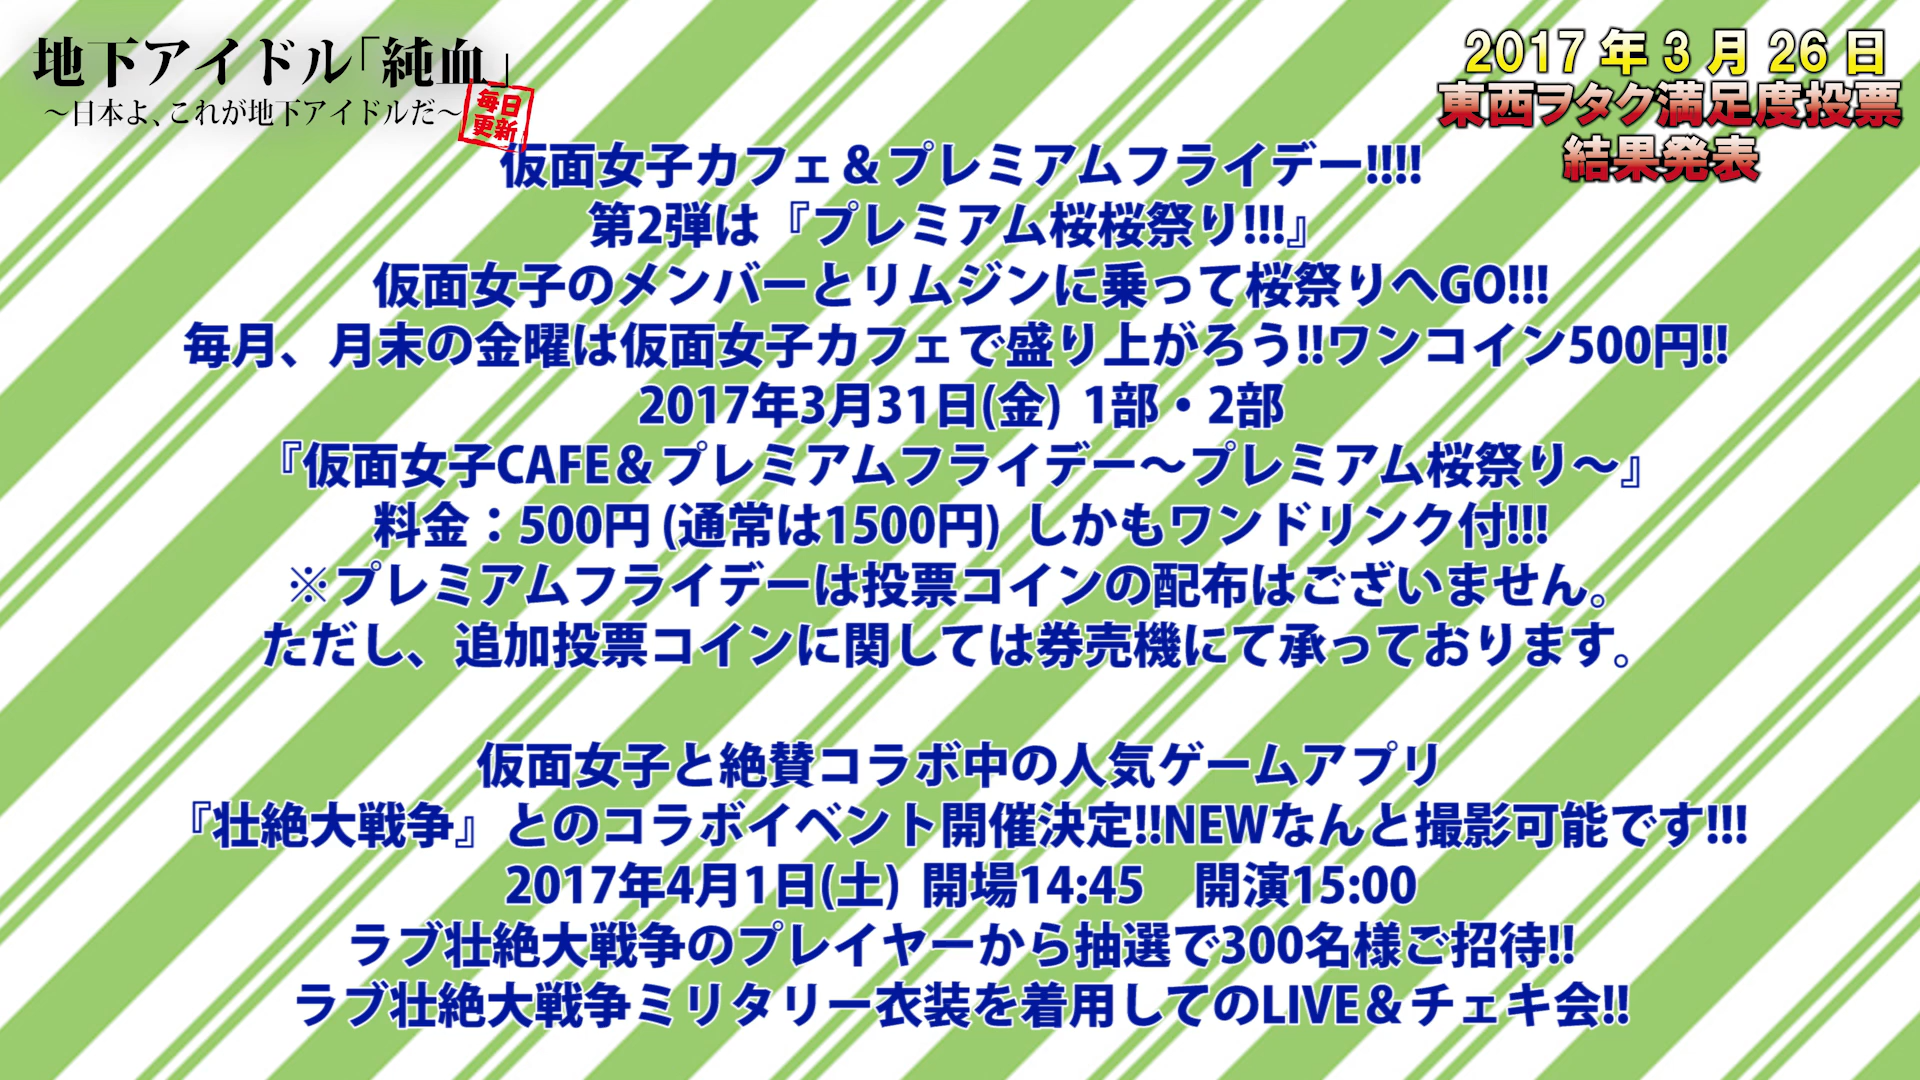 地下アイドル「純血」
～日本よ、これが地下アイドルだ～
毎日
更新
2017年3月26日
東西ヲタク満足度投票
結果発表
仮面女子カフェ＆プレミアムフライデー!!!!
第2弾は『プレミアム桜桜祭り!!!』
仮面女子のメンバーとリムジンに乗って桜祭りへGO!!!
毎月、月末の金曜は仮面女子カフェで盛り上がろう!!ワンコイン500円!!
2017年3月31日(金) 1部・2部
『仮面女子CAFE＆プレミアムフライデー～プレミアム桜祭り～』
料金：500円 (通常は1500円) しかもワンドリンク付!!!
※プレミアムフライデーは投票コインの配布はございません。
ただし、追加投票コインに関しては券売機にて承っております。
仮面女子と絶賛コラボ中の人気ゲームアプリ
『壮絶大戦争』とのコラボイベント開催決定!!NEWなんと撮影可能です!!!
2017年4月1日(土) 開場14:45　開演15:00
ラブ壮絶大戦争のプレイヤーから抽選で300名様ご招待!!
ラブ壮絶大戦争ミリタリー衣装を着用してのLIVE＆チェキ会!!